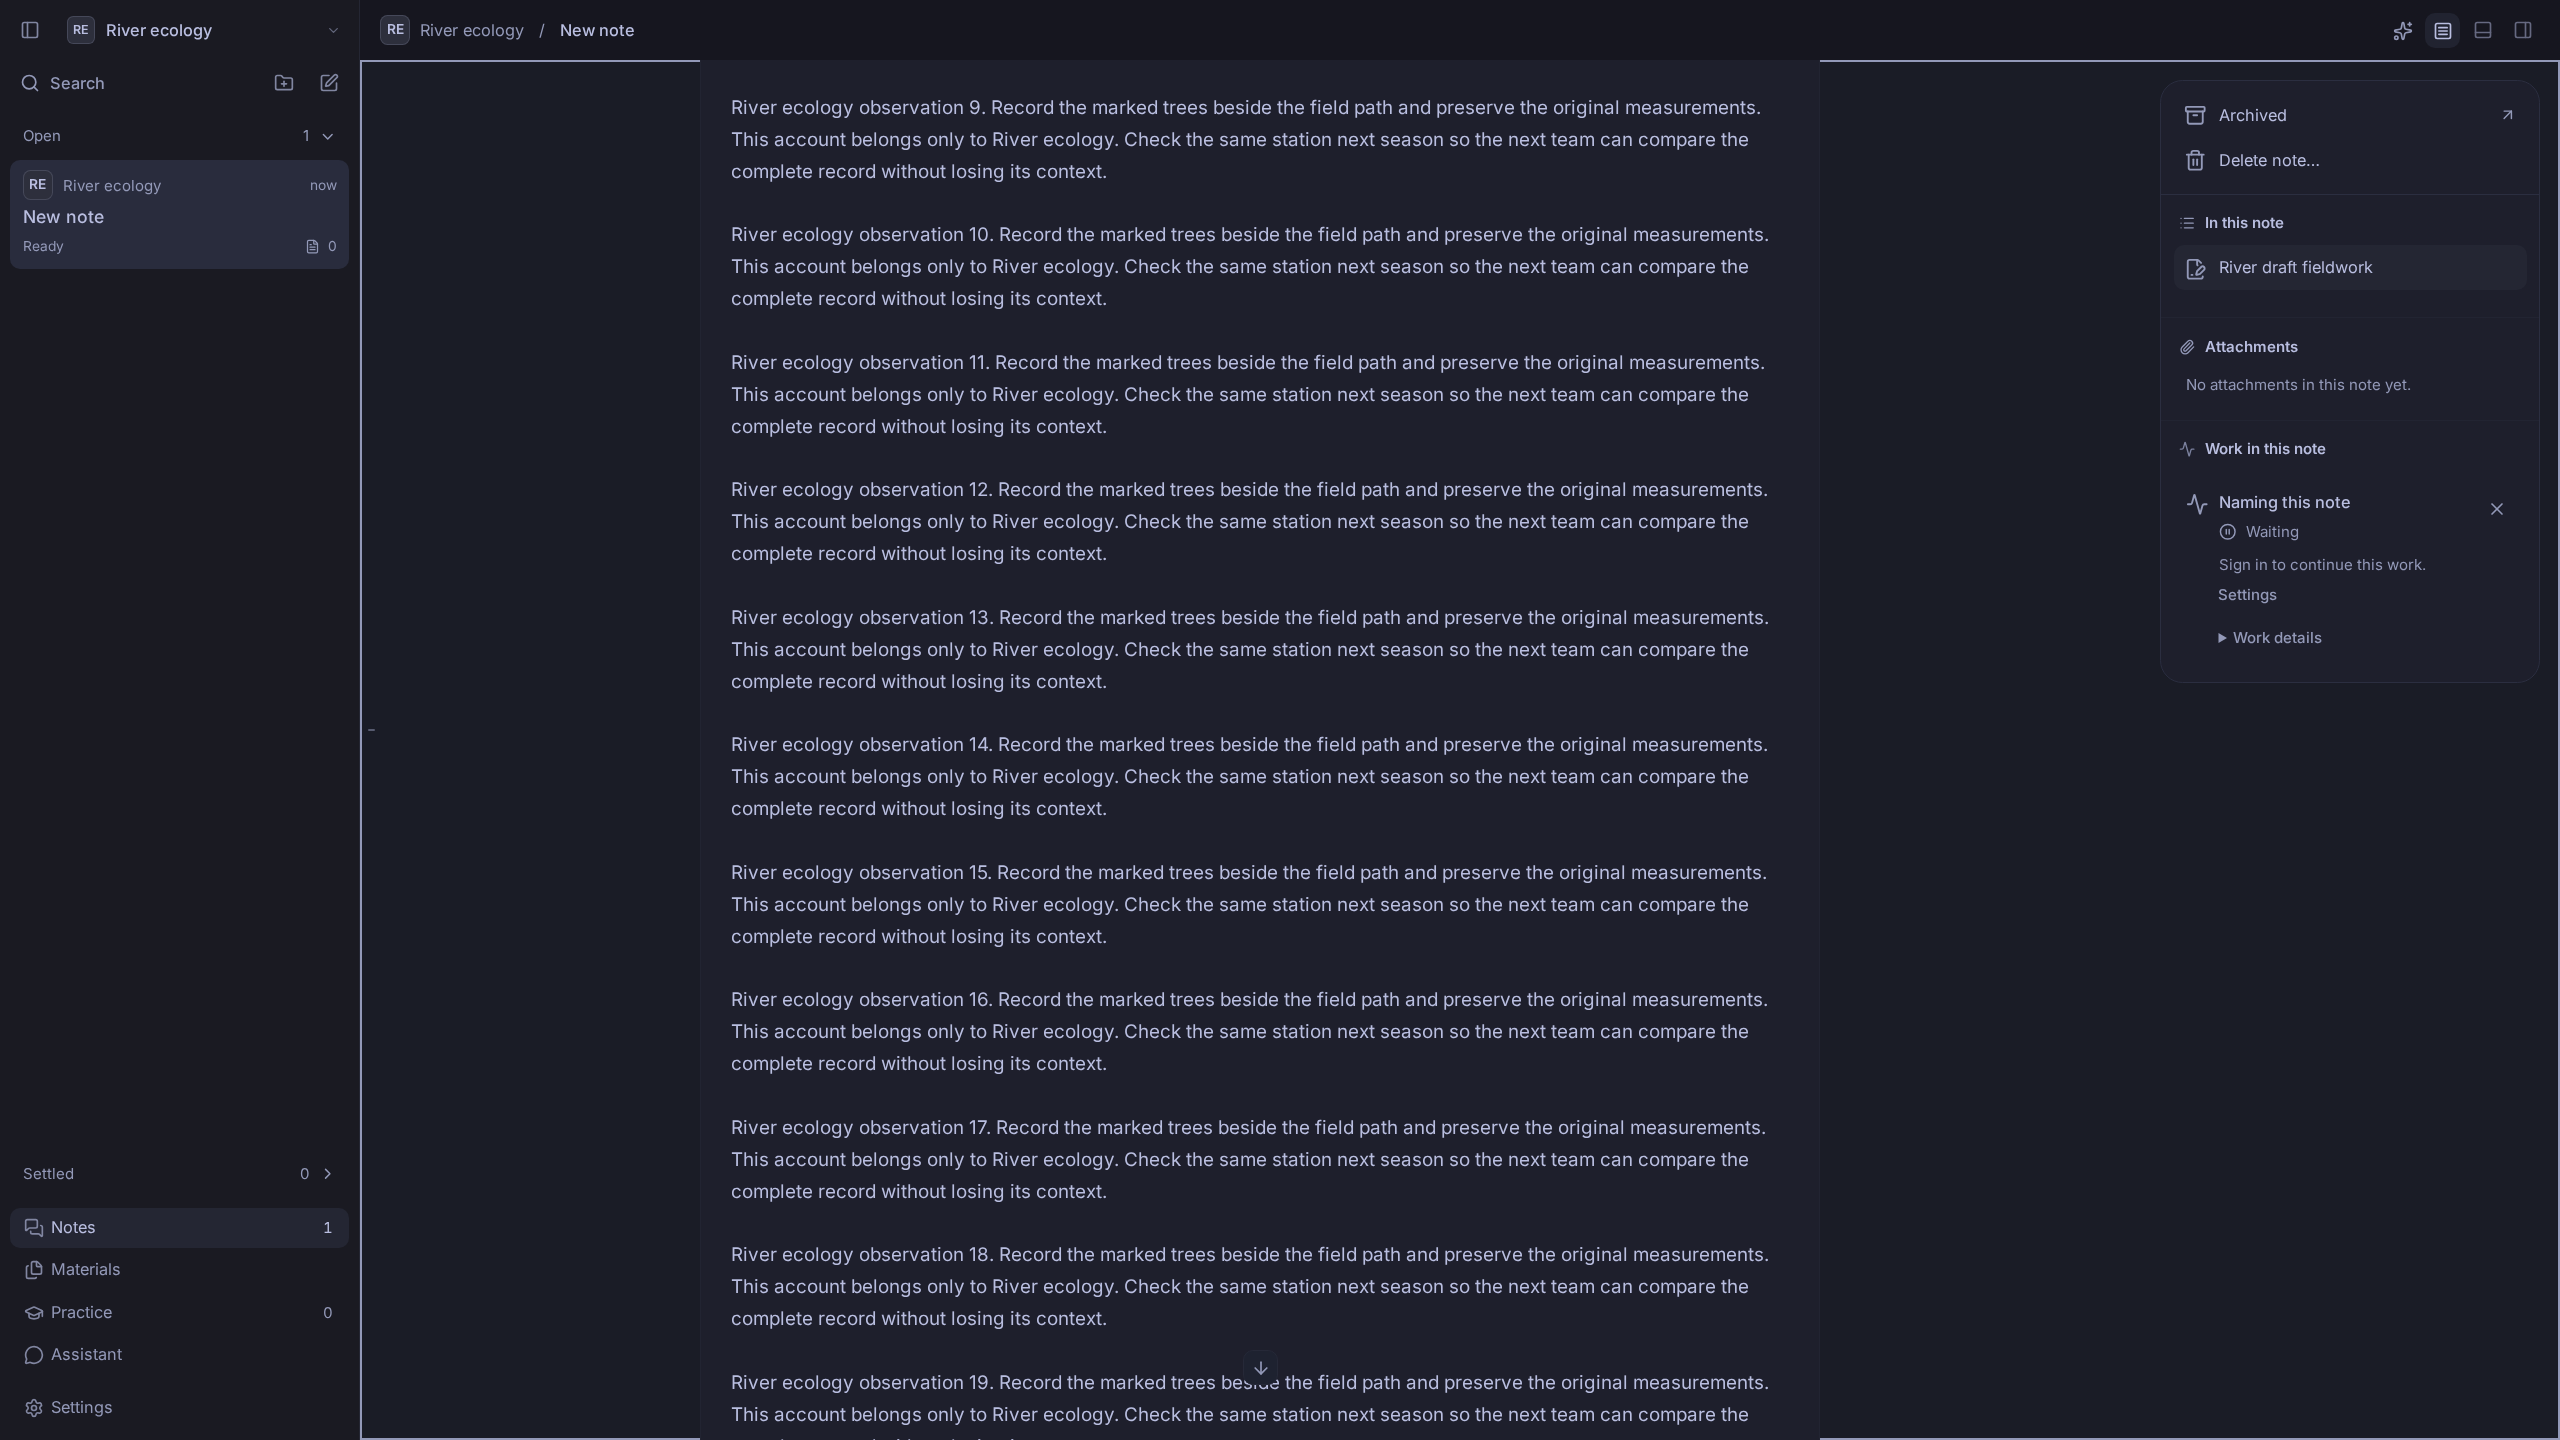 RE River ecology
Search
Open 1
RE River ecology now
New note
Ready 0
Settled 0
Notes 1
Materials
Practice 0
Assistant
Settings
RE River ecology / New note
River ecology observation 9. Record the marked trees beside the field path and preserve the original measurements.
This account belongs only to River ecology. Check the same station next season so the next team can compare the
complete record without losing its context.
River ecology observation 10. Record the marked trees beside the field path and preserve the original measurements.
This account belongs only to River ecology. Check the same station next season so the next team can compare the
complete record without losing its context.
River ecology observation 11. Record the marked trees beside the field path and preserve the original measurements.
This account belongs only to River ecology. Check the same station next season so the next team can compare the
complete record without losing its context.
River ecology observation 12. Record the marked trees beside the field path and preserve the original measurements.
This account belongs only to River ecology. Check the same station next season so the next team can compare the
complete record without losing its context.
River ecology observation 13. Record the marked trees beside the field path and preserve the original measurements.
This account belongs only to River ecology. Check the same station next season so the next team can compare the
complete record without losing its context.
River ecology observation 14. Record the marked trees beside the field path and preserve the original measurements.
This account belongs only to River ecology. Check the same station next season so the next team can compare the
complete record without losing its context.
River ecology observation 15. Record the marked trees beside the field path and preserve the original measurements.
This account belongs only to River ecology. Check the same station next season so the next team can compare the
complete record without losing its context.
River ecology observation 16. Record the marked trees beside the field path and preserve the original measurements.
This account belongs only to River ecology. Check the same station next season so the next team can compare the
complete record without losing its context.
River ecology observation 17. Record the marked trees beside the field path and preserve the original measurements.
This account belongs only to River ecology. Check the same station next season so the next team can compare the
complete record without losing its context.
River ecology observation 18. Record the marked trees beside the field path and preserve the original measurements.
This account belongs only to River ecology. Check the same station next season so the next team can compare the
complete record without losing its context.
River ecology observation 19. Record the marked trees beside the field path and preserve the original measurements.
This account belongs only to River ecology. Check the same station next season so the next team can compare the
Archived
Delete note...
In this note
River draft fieldwork
Attachments
No attachments in this note yet.
Work in this note
Naming this note
Waiting
Sign in to continue this work.
Settings
Work details